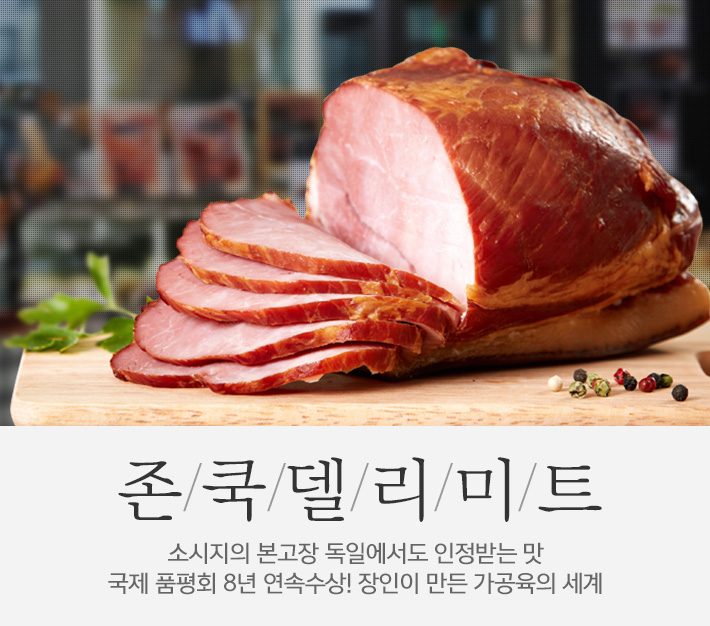 존/쿡/델/리/미/트
소시지의 본고장 독일에서도 인정받는 맛
국제 품평회 8년 연속수상! 장인이 만든 가공육의 세계